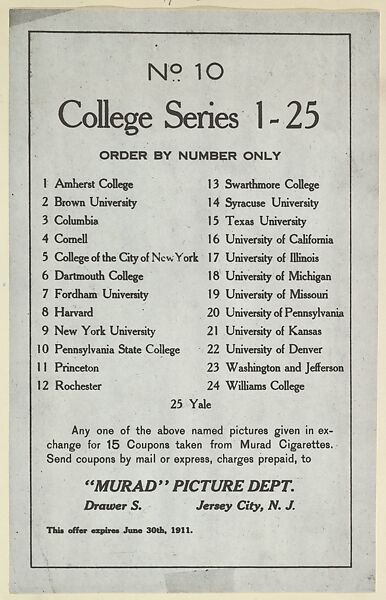 Nº 10
College Series 1-25
ORDER BY NUMBER ONLY
1 Amherst College
2 Brown University
3 Columbia
4 Cornell
5 College of the City of New York
6 Dartmouth College
7 Fordham University
8 Harvard
9 New York University
10 Pennsylvania State College
11 Princeton
12 Rochester
13 Swarthmore College
14 Syracuse University
15 Texas University
16 University of California
17 University of Illinois
18 University of Michigan
19 University of Missouri
20 University of Pennsylvania
21 University of Kansas
22 University of Denver
23 Washington and Jefferson
24 Williams College
25 Yale
Any one of the above named pictures given in ex-
change for 15 Coupons taken from Murad Cigarettes.
Send coupons by mail or express, charges prepaid, to
"MURAD" PICTURE DEPT.
Drawer S. Jersey City, N. J.
This offer expires June 30th, 1911.